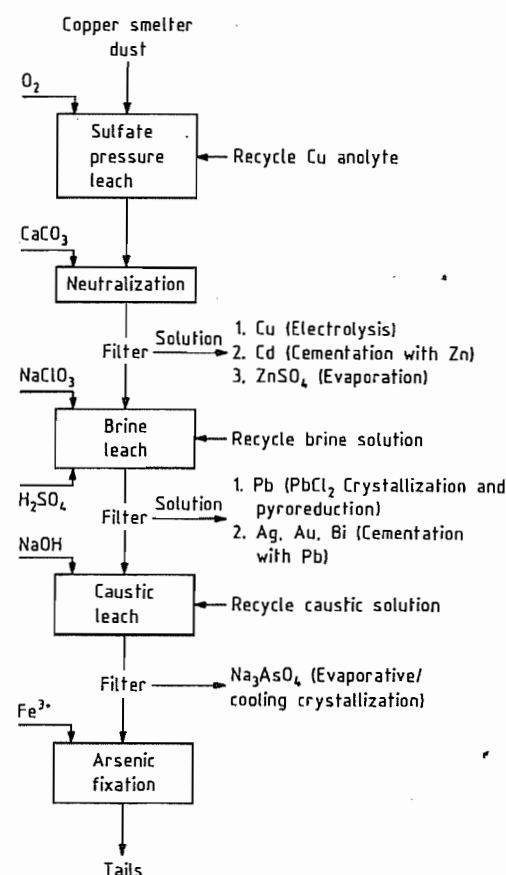 Copper smelter
dust
O₂
Sulfate
pressure
leach
Recycle Cu anolyte
CaCO₃
Neutralization
Filter
Solution
1. Cu (Electrolysis)
2. Cd (Cementation with Zn)
3. ZnSO₄ (Evaporation)
NaClO₃
Brine
leach
Recycle brine solution
H₂SO₄
Filter
Solution
1. Pb (PbCl₂ Crystallization and
pyroreduction)
2. Ag, Au, Bi (Cementation
with Pb)
NaOH
Caustic
leach
Recycle caustic solution
Filter
Na₃AsO₄ (Evaporative/
cooling crystallization)
Fe³⁺
Arsenic
fixation
Tails